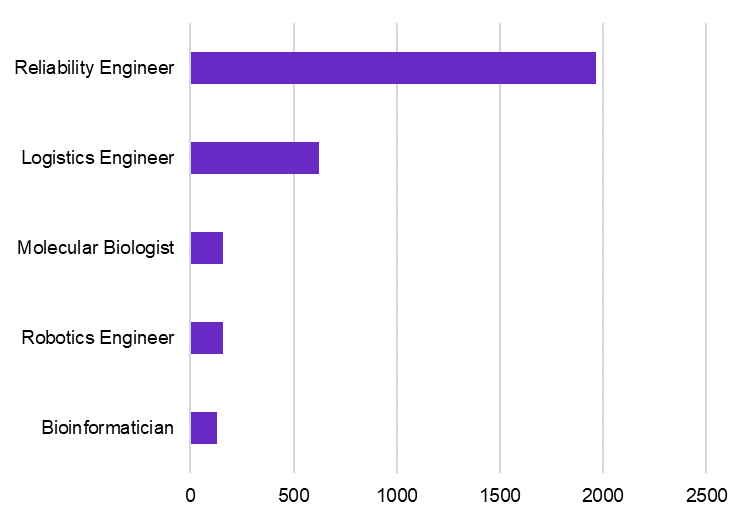 Reliability Engineer
Logistics Engineer
Molecular Biologist
Robotics Engineer
Bioinformatician
0 500 1000 1500 2000 2500